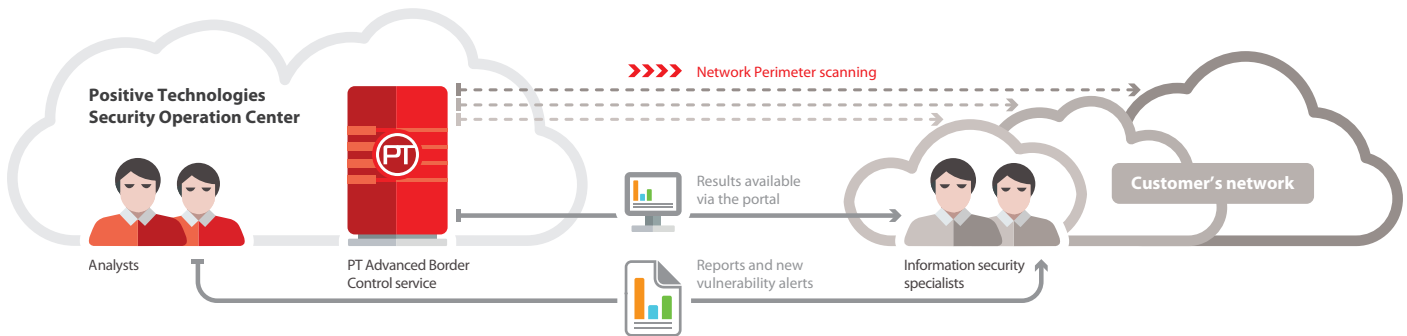 Network Perimeter scanning
Positive Technologies
Security Operation Center
PT
Results available
via the portal
Customer's network
Analysts
PT Advanced Border
Control service
Reports and new
vulnerability alerts
Information security
specialists